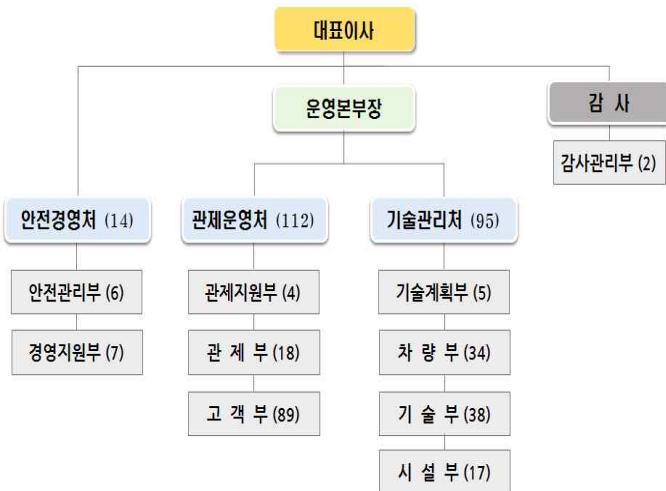 대표이사
운영본부장
감 사
감사관리부 (2)
안전경영처 (14)
관제운영처 (112)
기술관리처 (95)
안전관리부 (6)
관제지원부 (4)
기술계획부 (5)
경영지원부 (7)
관 제 부 (18)
차 량 부 (34)
고 객 부 (89)
기 술 부 (38)
시 설 부 (17)